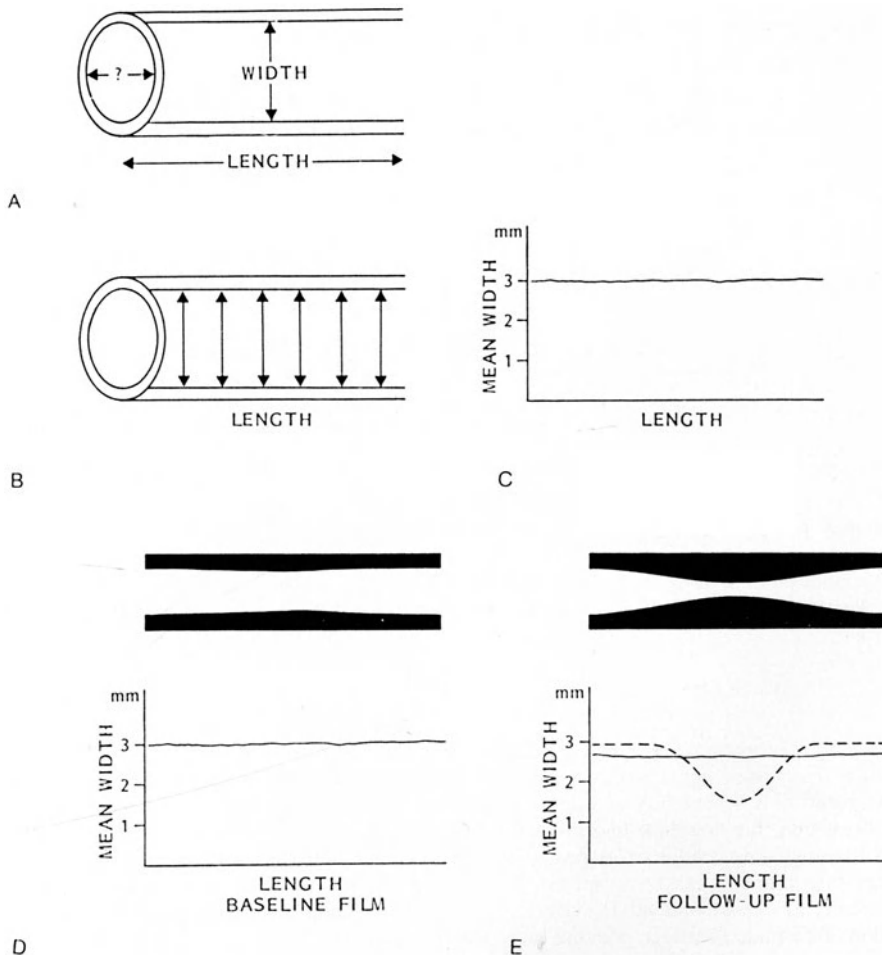 ?
WIDTH
LENGTH
A
LENGTH
B
mm
3
2
1
MEAN WIDTH
LENGTH
C
mm
3
2
1
MEAN WIDTH
LENGTH
BASELINE FILM
D
mm
3
2
1
MEAN WIDTH
LENGTH
FOLLOW-UP FILM
E